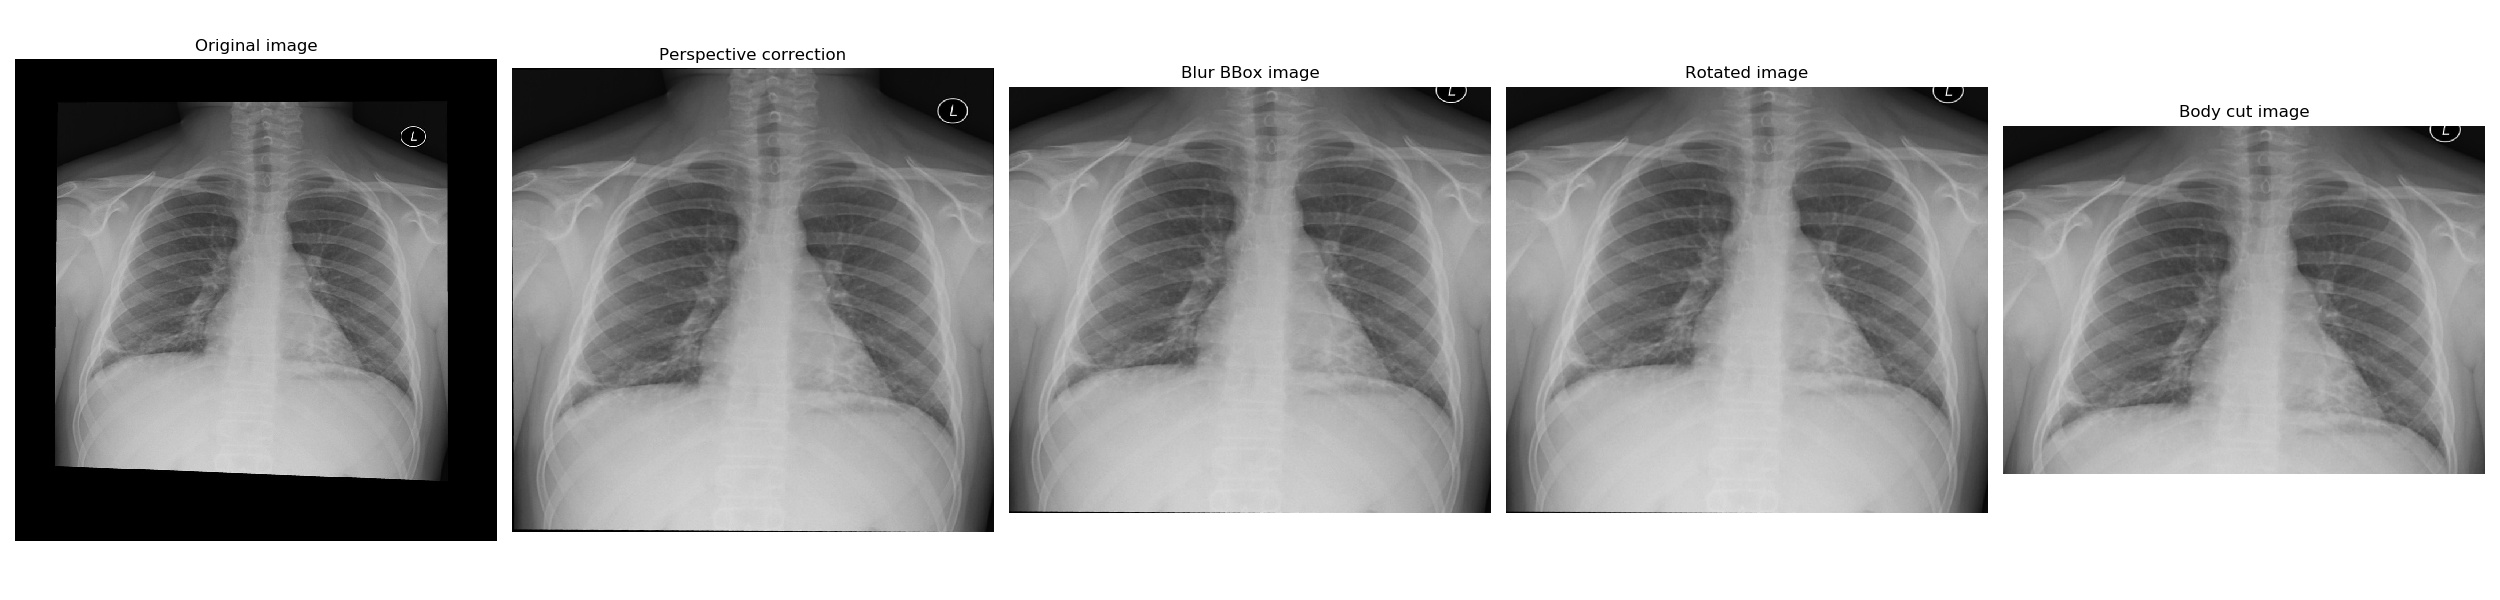 Original image
Perspective correction
Blur BBox image
Rotated image
Body cut image
L
L
L
L
L